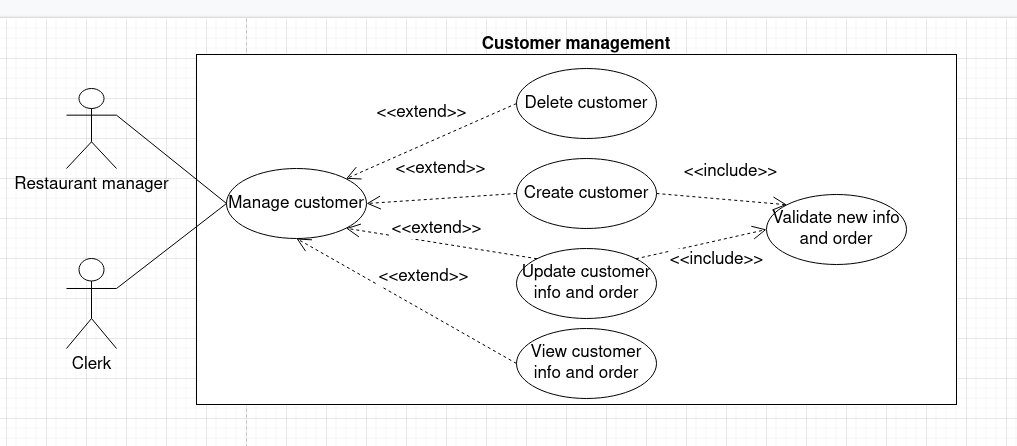 Customer management
Delete customer
<<extend>>
<<extend>>
Create customer
<<include>>
Restaurant manager
Manage customer
Validate new info
and order
<<extend>>
<<include>>
Update customer
info and order
<<extend>>
View customer
info and order
Clerk